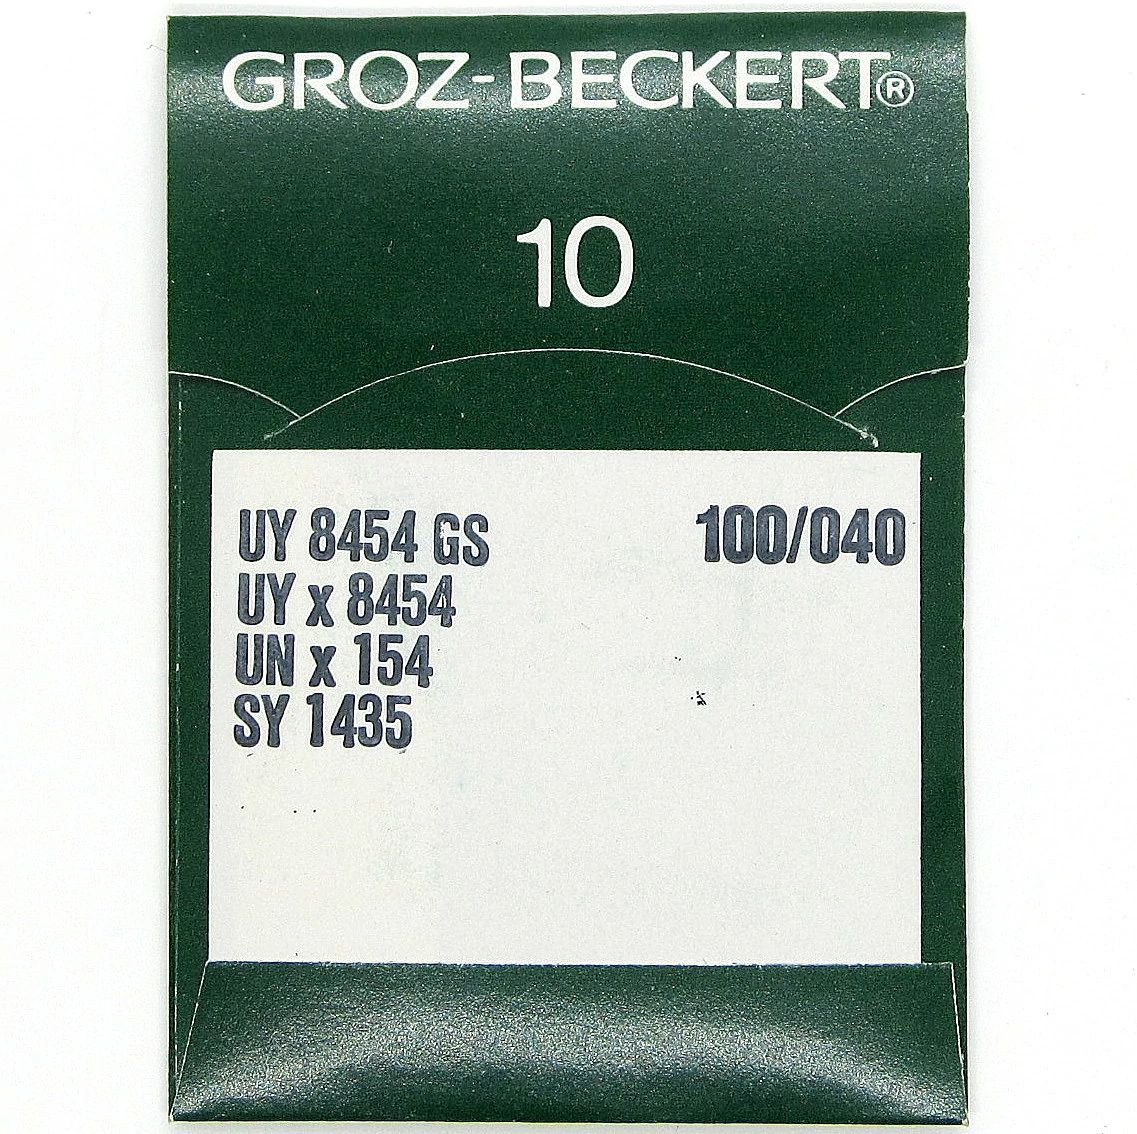 GROZ-BECKERT®
10
UY 8454 GS 100/040
UY x 8454
UN x 154
SY 1435